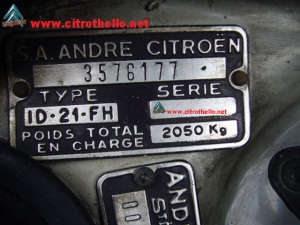 www.citrothello.net
S.A. ANDRE CITROËN
3576177
TYPE SERIE
ID·21·FH www.citrothello.net
POIDS TOTAL EN CHARGE 2050 Kg
AND